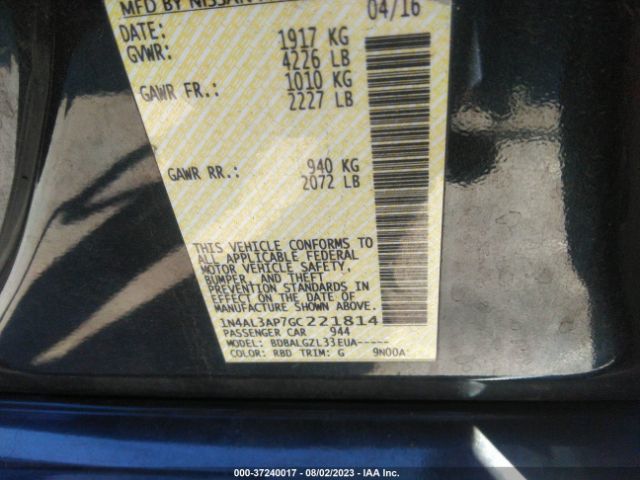 MFD BY NISSAN
DATE: 04/16
GVWR: 1917 KG
4226 LB
GAWR FR.: 1010 KG
2227 LB
GAWR RR.: 940 KG
2072 LB
THIS VEHICLE CONFORMS TO
ALL APPLICABLE FEDERAL
MOTOR VEHICLE SAFETY,
BUMPER, AND THEFT
PREVENTION STANDARDS IN
EFFECT ON THE DATE OF
MANUFACTURE SHOWN ABOVE.
1N4AL3AP7GC221814
PASSENGER CAR 944
MODEL: BDBALGZL33EUA-
COLOR: RBD TRIM: G 9N00A
000-37240017 - 08/02/2023 - IAA Inc.